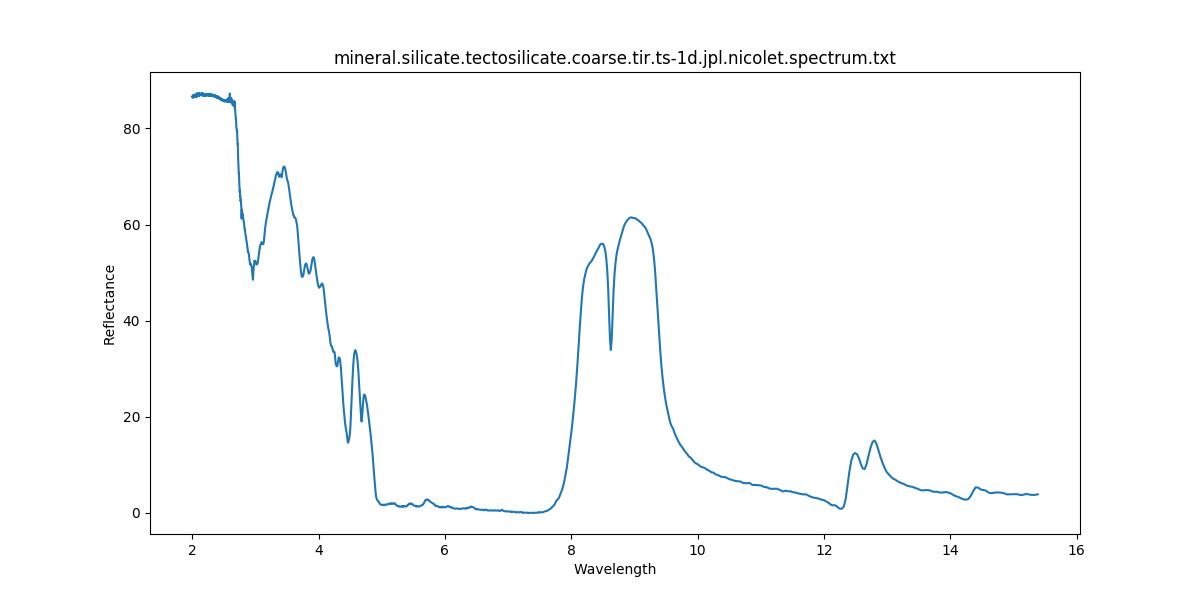 mineral.silicate.tectosilicate.coarse.tir.ts-1d.jpl.nicolet.spectrum.txt
80
60
40
20
0
Reflectance
2 4 6 8 10 12 14 16
Wavelength